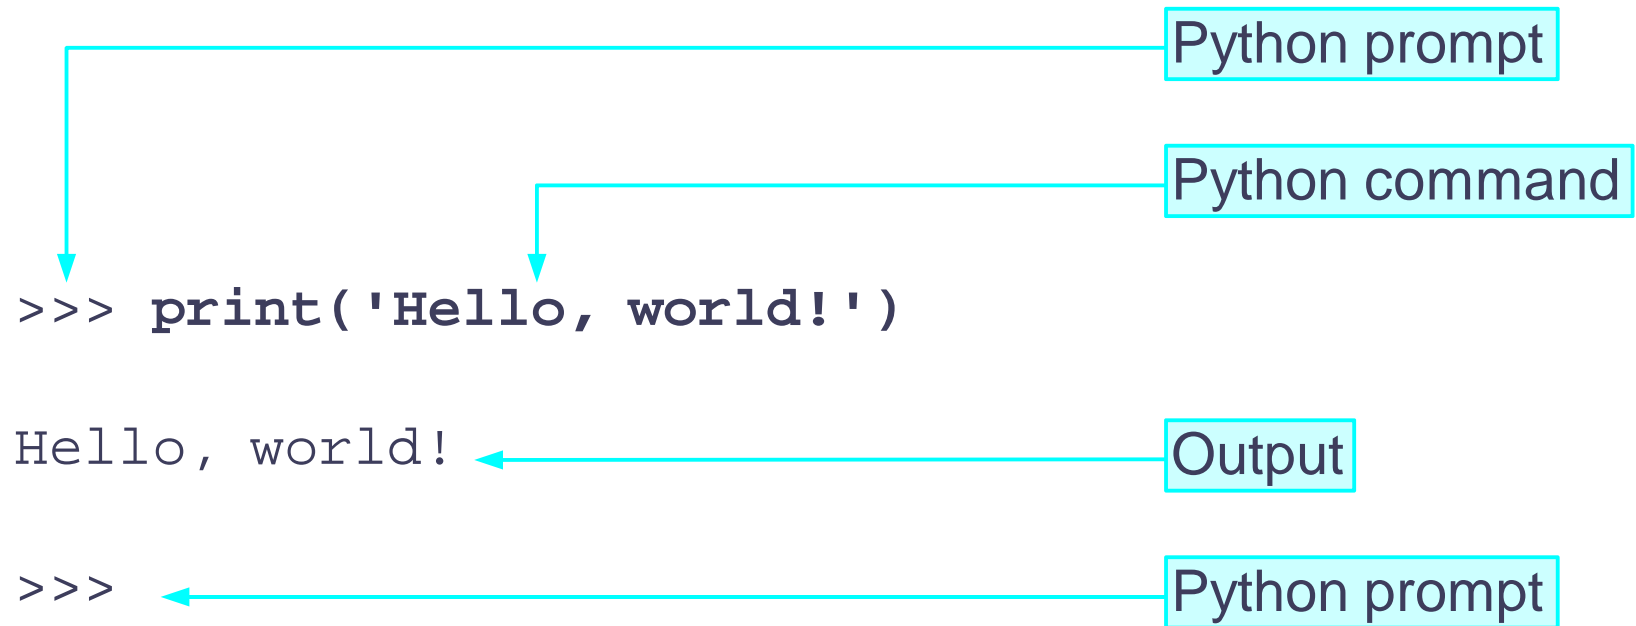 Python prompt
Python command
>>> print('Hello, world!')
Hello, world!
Output
>>>
Python prompt